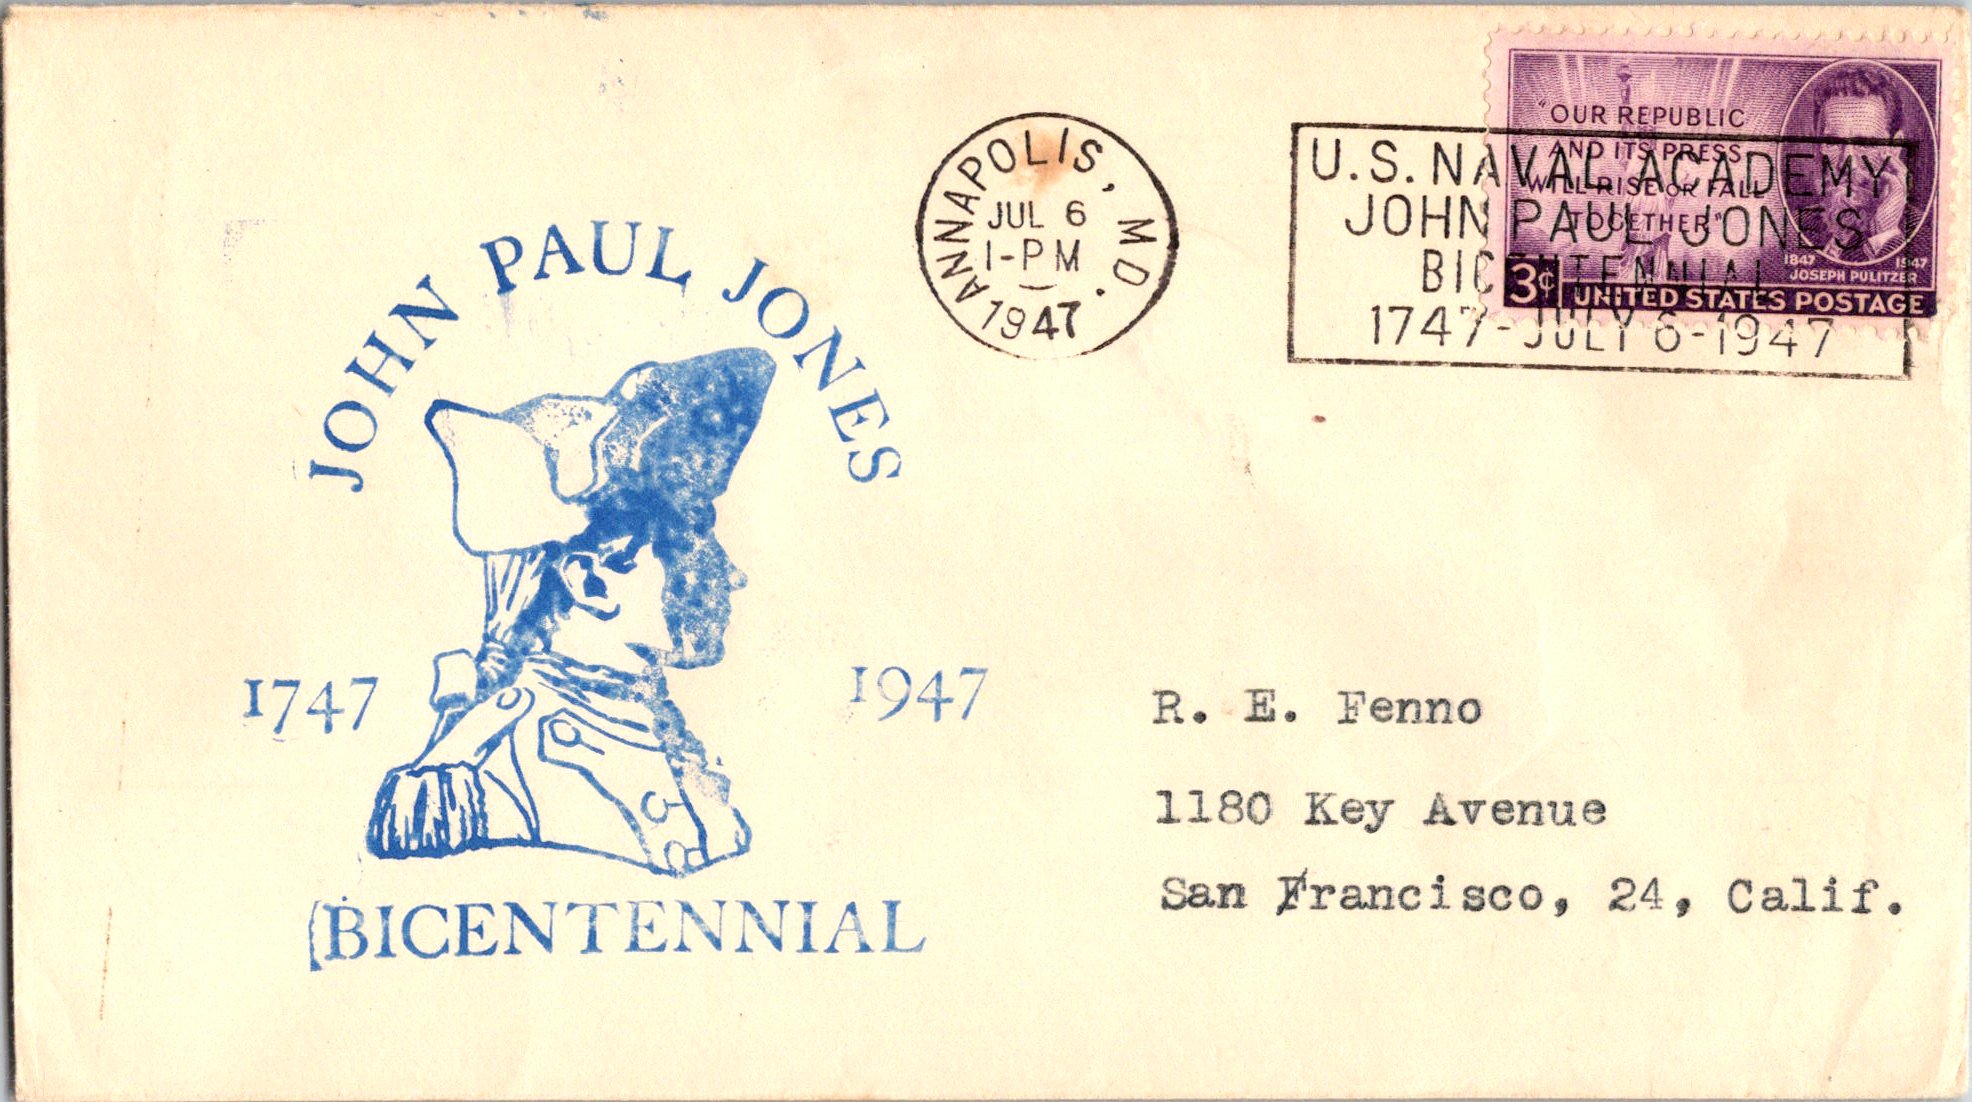 JOHN PAUL JONES
1747 1947
BICENTENNIAL
ANNAPOLIS, M D.
JUL 6
1-PM
1947
U.S. NAVAL ACADEMY
JOHN PAUL JONES
BICENTENNIAL
1747-JULY 6-1947
"OUR REPUBLIC
AND ITS PRESS
WILL RISE OR FALL
TOGETHER"
1847 1947
JOSEPH PULITZER
3¢ UNITED STATES POSTAGE
R. E. Fenno
1180 Key Avenue
San Francisco, 24, Calif.